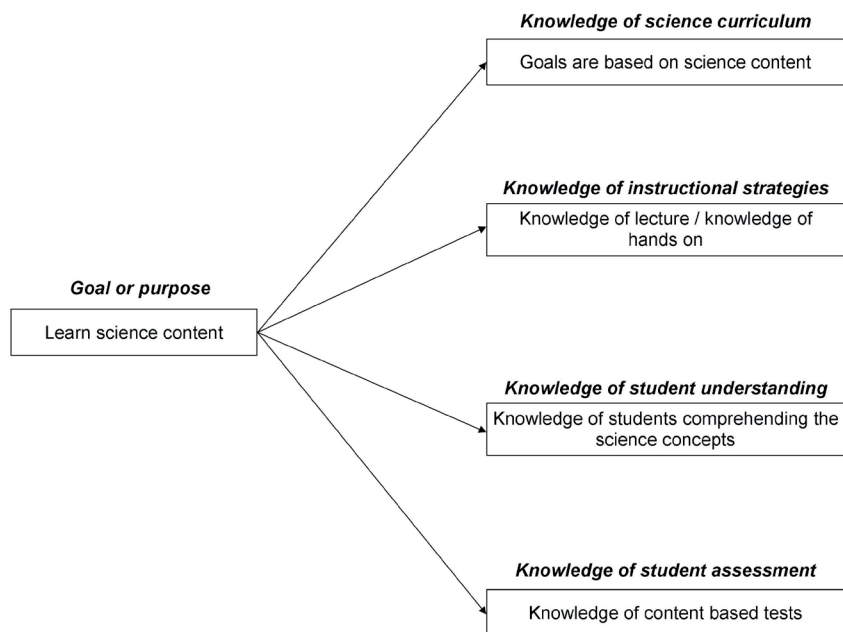 Knowledge of science curriculum
Goals are based on science content
Knowledge of instructional strategies
Knowledge of lecture / knowledge of
hands on
Goal or purpose
Learn science content
Knowledge of student understanding
Knowledge of students comprehending the
science concepts
Knowledge of student assessment
Knowledge of content based tests